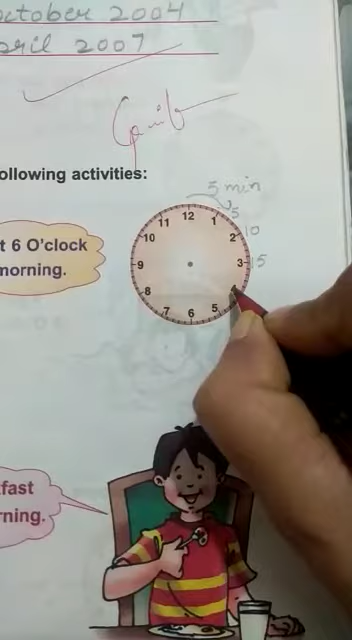 ctober 2004
pril 2007
ollowing activities:
5 min
12
11 1 5
10 2 10
9 3 15
8
7 5
6
t 6 O'clock
morning.
fast
rning.